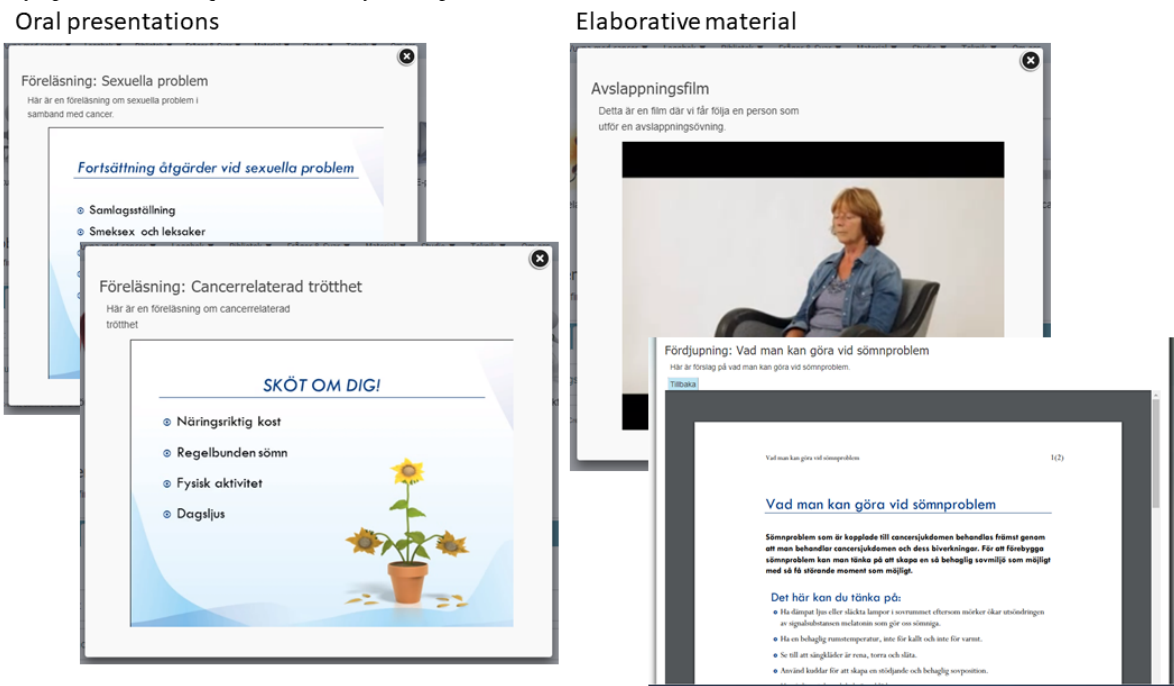 Oral presentations
Elaborative material
Föreläsning: Sexuella problem
Här är en föreläsning om sexuella problem i
samband med cancer.
Fortsättning åtgärder vid sexuella problem
Samlagsställning
Smeksex och leksaker
Föreläsning: Cancerrelaterad trötthet
Här är en föreläsning om cancerrelaterad
trötthet
SKÖT OM DIG!
Näringsriktig kost
Regelbunden sömn
Fysisk aktivitet
Dagsljus
Avslappningsfilm
Detta är en film där vi får följa en person som
utför en avslappningsövning.
Fördjupning: Vad man kan göra vid sömnproblem
Här är förslag på vad man kan göra vid sömnproblem.
Tillbaka
Vad man kan göra vid sömnproblem 1(2)
Vad man kan göra vid sömnproblem
Sömnproblem som är kopplade till cancersjukdomen behandlas främst genom
att man behandlar cancersjukdomen och dess biverkningar. För att förebygga
sömnproblem kan man tänka på att skapa en så behaglig sovmiljö som möjligt
med så få störande moment som möjligt.
Det här kan du tänka på:
Ha dämpat ljus eller släckta lampor i sovrummet eftersom mörker ökar utsöndringen
av signalsubstansen melatonin som gör oss sömniga.
Ha en behaglig rumstemperatur, inte för kallt och inte för varmt.
Se till att sängkläder är rena, torra och släta.
Använd kuddar för att skapa en stödjande och behaglig sovposition.